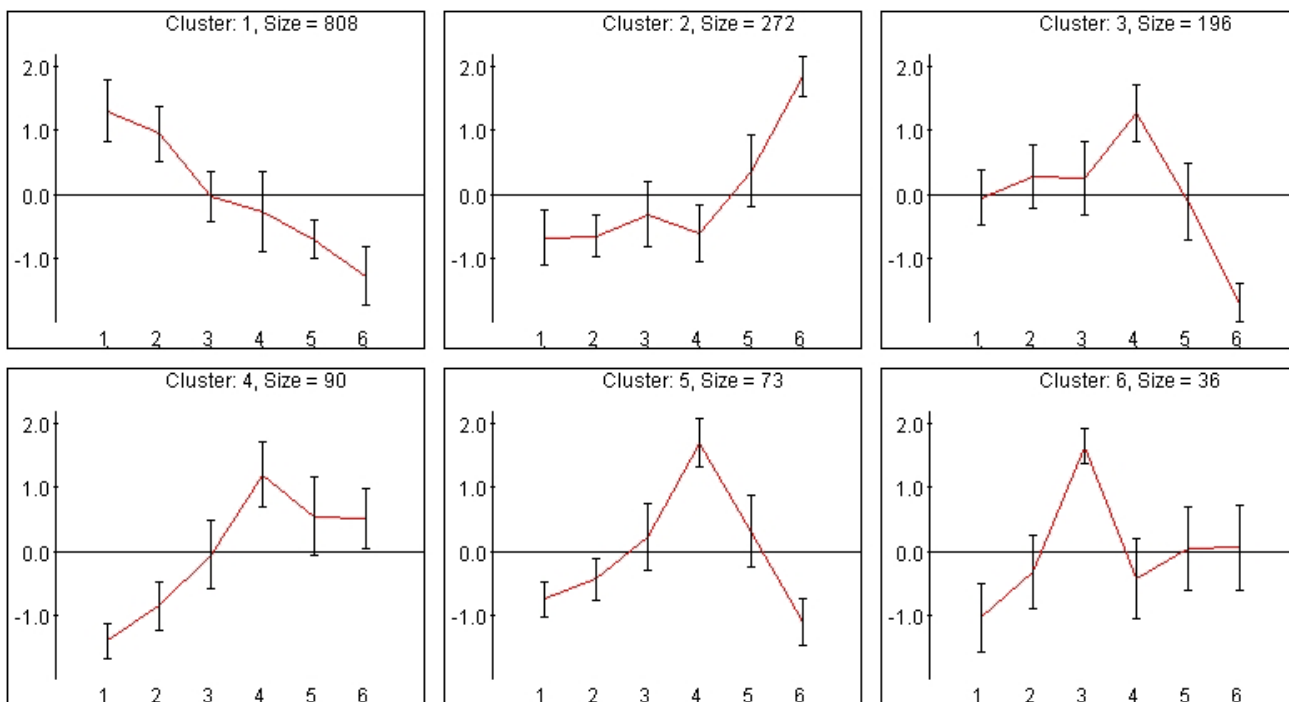 Cluster: 1, Size = 808
2.0
1.0
0.0
-1.0
1 2 3 4 5 6
Cluster: 2, Size = 272
2.0
1.0
0.0
-1.0
1 2 3 4 5 6
Cluster: 3, Size = 196
2.0
1.0
0.0
-1.0
1 2 3 4 5 6
Cluster: 4, Size = 90
2.0
1.0
0.0
-1.0
1 2 3 4 5 6
Cluster: 5, Size = 73
2.0
1.0
0.0
-1.0
1 2 3 4 5 6
Cluster: 6, Size = 36
2.0
1.0
0.0
-1.0
1 2 3 4 5 6